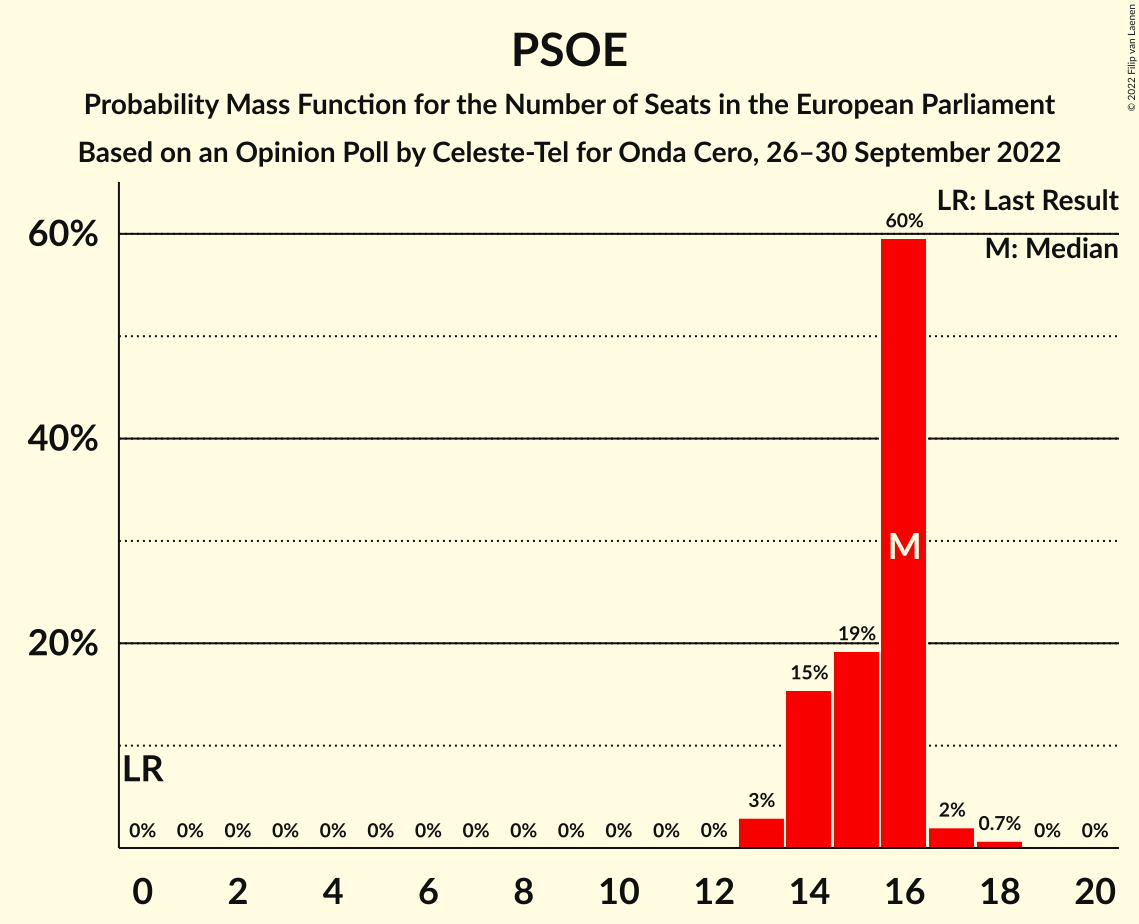 PSOE
Probability Mass Function for the Number of Seats in the European Parliament
Based on an Opinion Poll by Celeste-Tel for Onda Cero, 26–30 September 2022
© 2022 Filip van Laenen
LR: Last Result
M: Median
60%
40%
20%
60%
M
19%
15%
LR
3%
2%
0.7%
0% 0% 0% 0% 0% 0% 0% 0% 0% 0% 0% 0% 0% 0% 0%
0 2 4 6 8 10 12 14 16 18 20